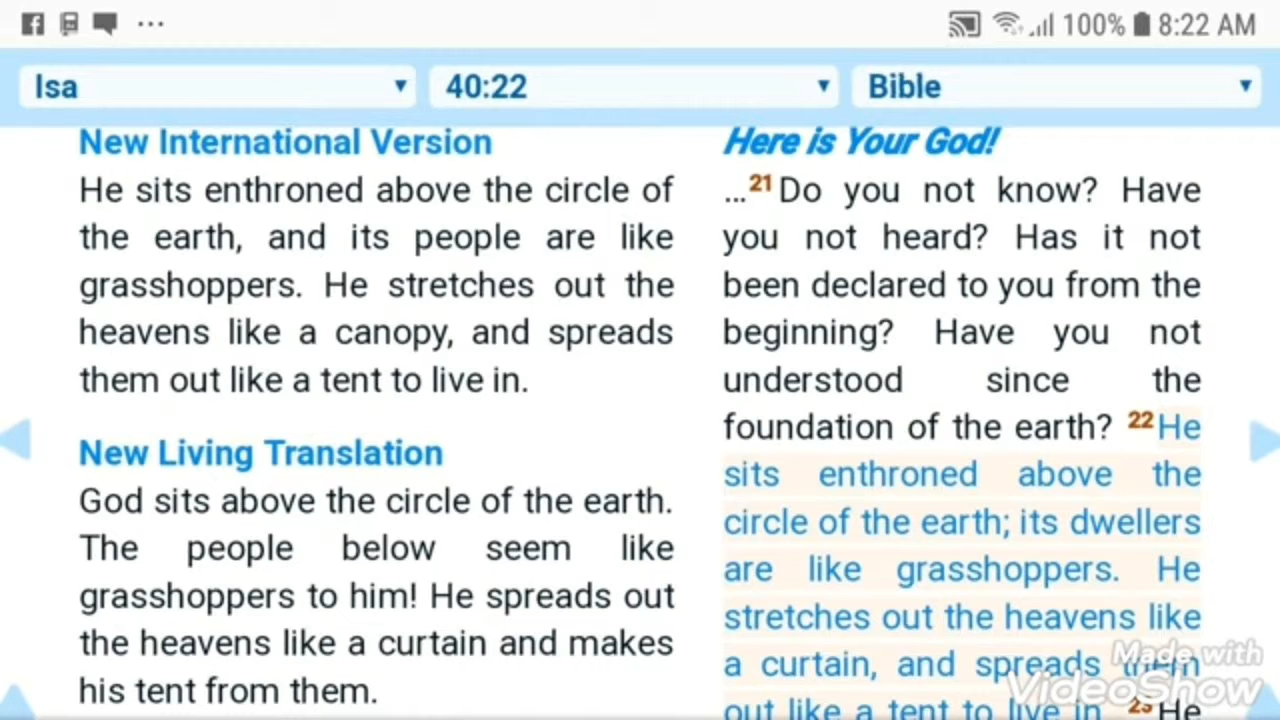 100% 8:22 AM
Isa 40:22 Bible
New International Version
He sits enthroned above the circle of
the earth, and its people are like
grasshoppers. He stretches out the
heavens like a canopy, and spreads
them out like a tent to live in.
New Living Translation
God sits above the circle of the earth.
The people below seem like
grasshoppers to him! He spreads out
the heavens like a curtain and makes
his tent from them.
Here is Your God!
...21 Do you not know? Have
you not heard? Has it not
been declared to you from the
beginning? Have you not
understood since the
foundation of the earth? 22 He
sits enthroned above the
circle of the earth; its dwellers
are like grasshoppers. He
stretches out the heavens like
a curtain, and spreads them
out like a tent to live in. 23 He
Made with
VideoShow